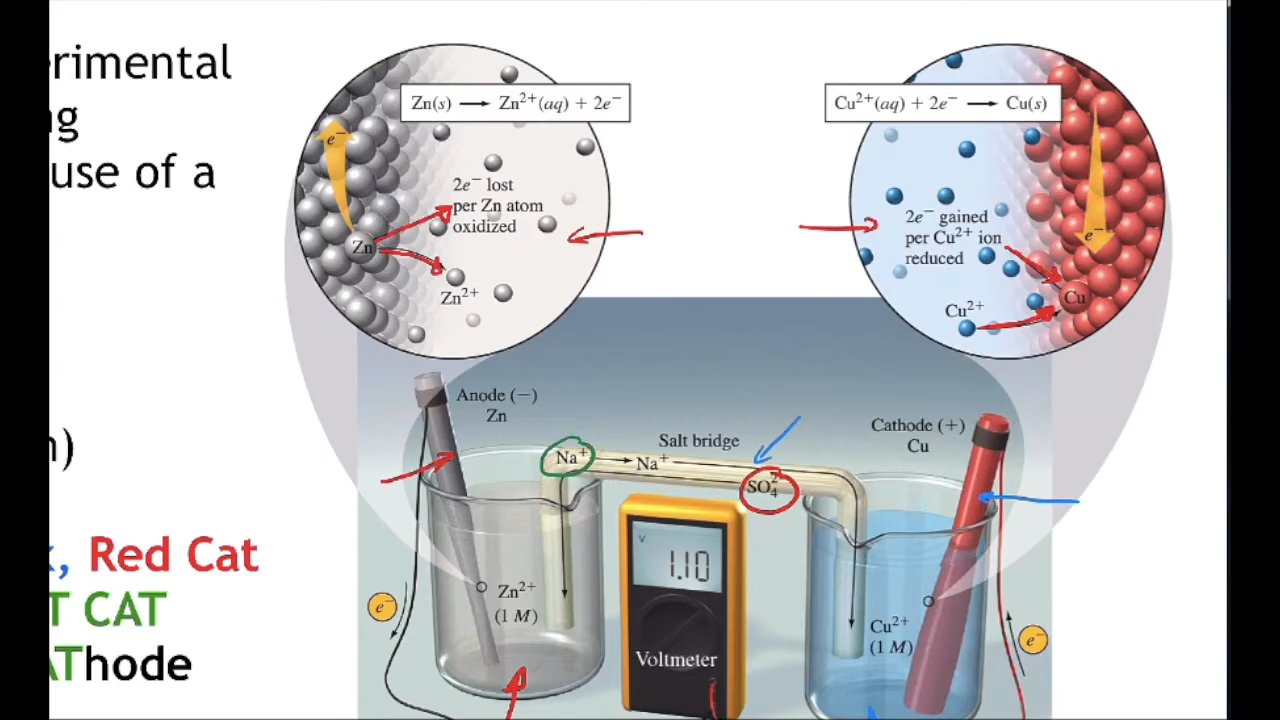 erimental
g
use of a
)
, Red Cat
T CAT
AThode
Zn(s) ⟶ Zn²⁺(aq) + 2e⁻
e⁻
2e⁻ lost
per Zn atom
oxidized
Zn
Zn²⁺
Cu²⁺(aq) + 2e⁻ ⟶ Cu(s)
2e⁻ gained
per Cu²⁺ ion
reduced
e⁻
Cu
Cu²⁺
Anode (−)
Zn
Salt bridge
Na⁺
Na⁺
SO₄²⁻
Cathode (+)
Cu
V
1.10
Voltmeter
Zn²⁺
(1 M)
Cu²⁺
(1 M)
e⁻
e⁻